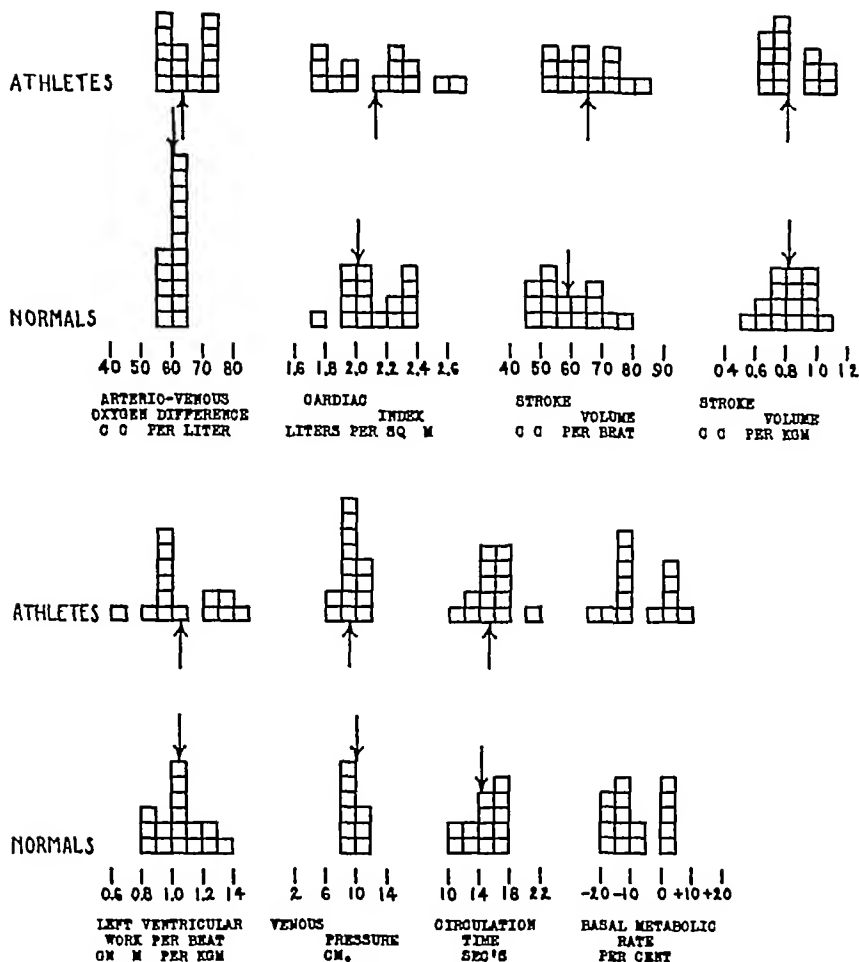 ATHLETES
NORMALS
40 50 60 70 80
1.6 1.8 2.0 2.2 2.4 2.6
40 50 60 70 80 90
04 0.6 0.8 1.0 1.2
ARTERIO-VENOUS
OXYGEN DIFFERENCE
C C PER LITER
CARDIAC
INDEX
LITERS PER SQ M
STROKE
VOLUME
C C PER BEAT
STROKE
VOLUME
C C PER KGM
ATHLETES
NORMALS
0.6 0.8 1.0 1.2 1.4
2 6 10 14
10 14 18 22
-20 -10 0 +10 +20
LEFT VENTRICULAR
WORK PER BEAT
GM M PER KGM
VENOUS
PRESSURE
CM.
CIRCULATION
TIME
SEC'S
BASAL METABOLIC
RATE
PER CENT